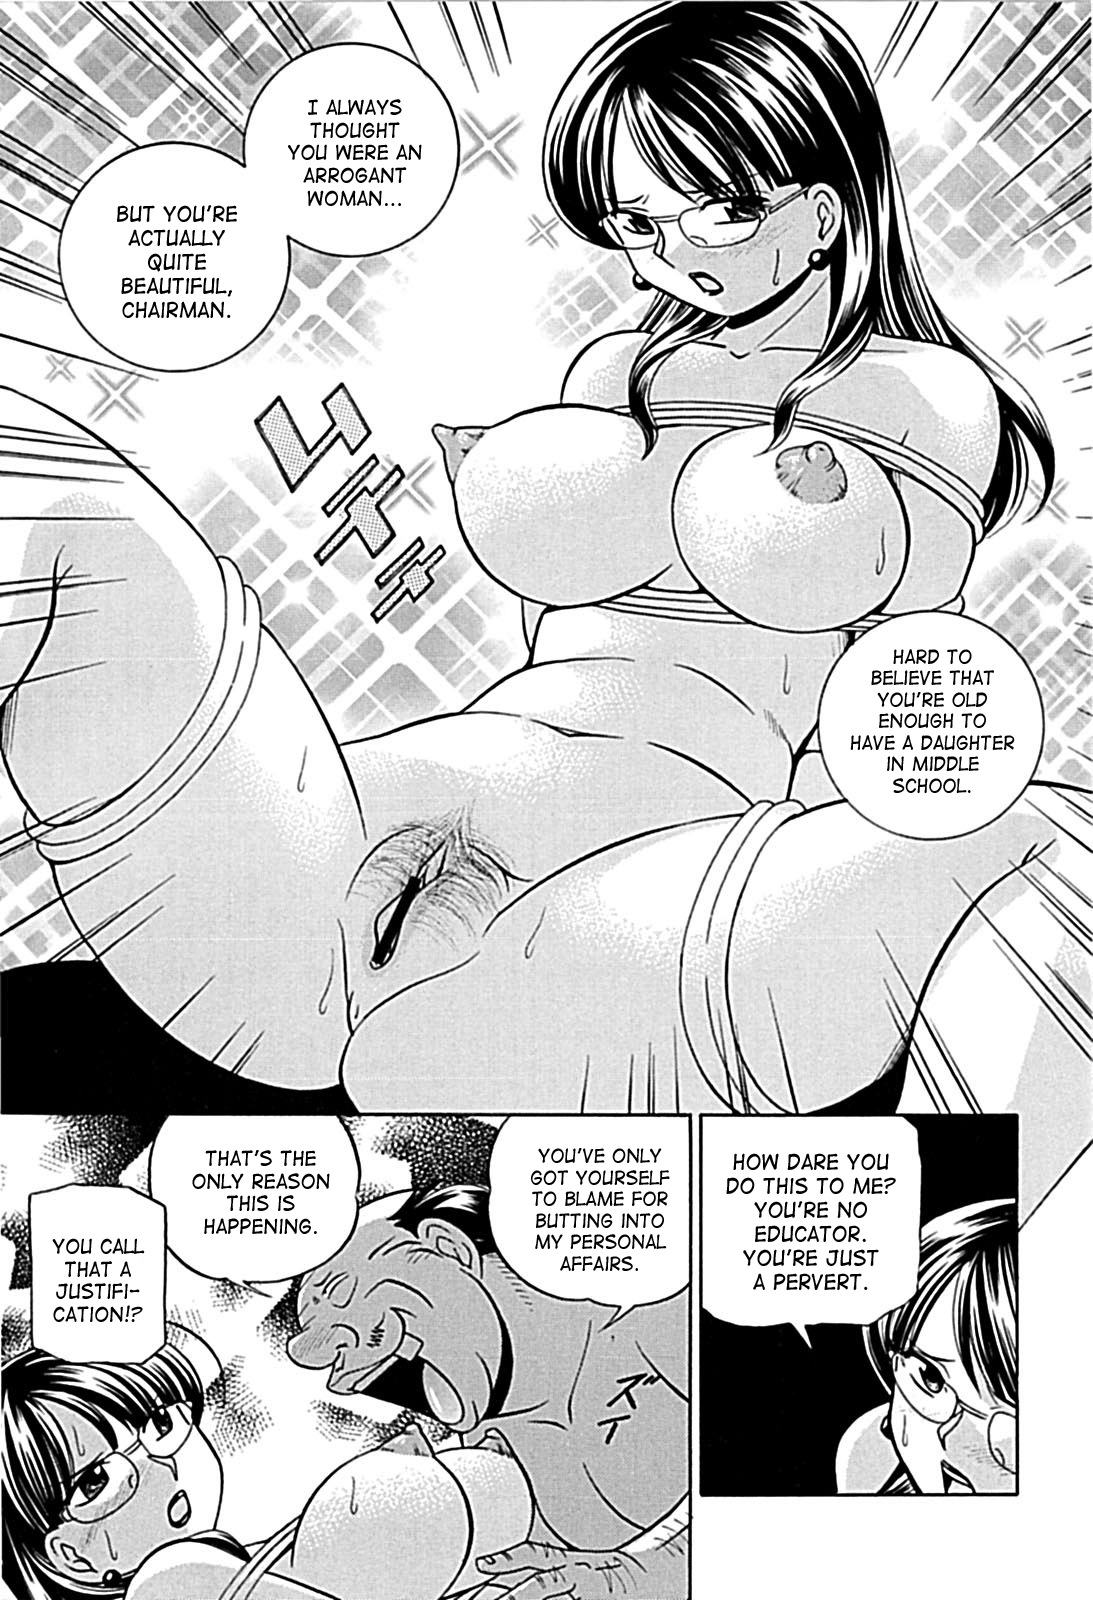 I ALWAYS
THOUGHT
YOU WERE AN
ARROGANT
WOMAN...
BUT YOU'RE
ACTUALLY
QUITE
BEAUTIFUL,
CHAIRMAN.
HARD TO
BELIEVE THAT
YOU'RE OLD
ENOUGH TO
HAVE A DAUGHTER
IN MIDDLE
SCHOOL.
HOW DARE YOU
DO THIS TO ME?
YOU'RE NO
EDUCATOR.
YOU'RE JUST
A PERVERT.
YOU'VE ONLY
GOT YOURSELF
TO BLAME FOR
BUTTING INTO
MY PERSONAL
AFFAIRS.
THAT'S THE
ONLY REASON
THIS IS
HAPPENING.
YOU CALL
THAT A
JUSTIFI-
CATION!?
ズイ